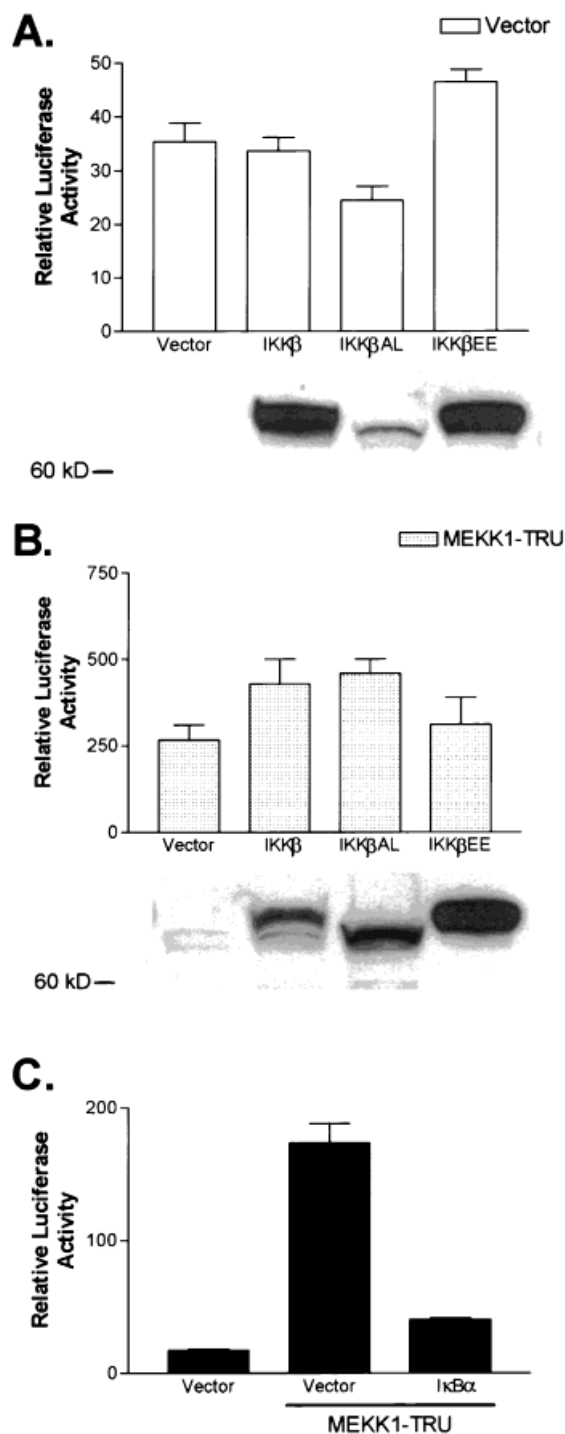 A.
Vector
Relative Luciferase
Activity
50
40
30
20
10
0
Vector IKKβ IKKβAL IKKβEE
60 kD
B.
MEKK1-TRU
Relative Luciferase
Activity
750
500
250
0
Vector IKKβ IKKβAL IKKβEE
60 kD
C.
Relative Luciferase
Activity
200
100
0
Vector Vector IκBα
MEKK1-TRU